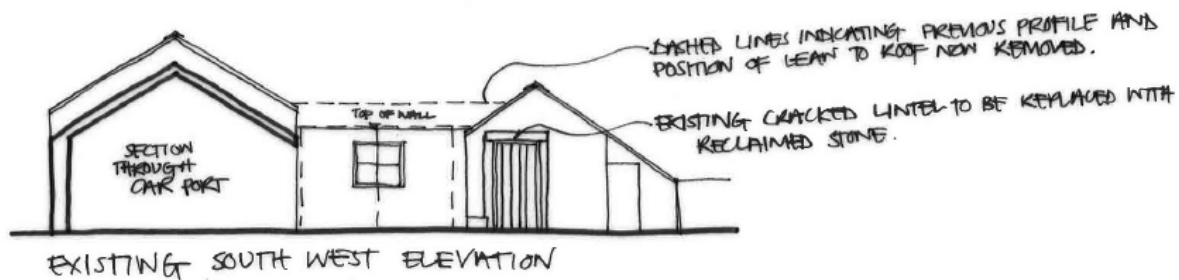 DASHED LINES INDICATING PREVIOUS PROFILE AND
POSITION OF LEAN TO ROOF NOW REMOVED.
TOP OF WALL
EXISTING CRACKED LINTEL TO BE REPLACED WITH
RECLAIMED STONE.
SECTION
THROUGH
CAR PORT
EXISTING SOUTH WEST ELEVATION